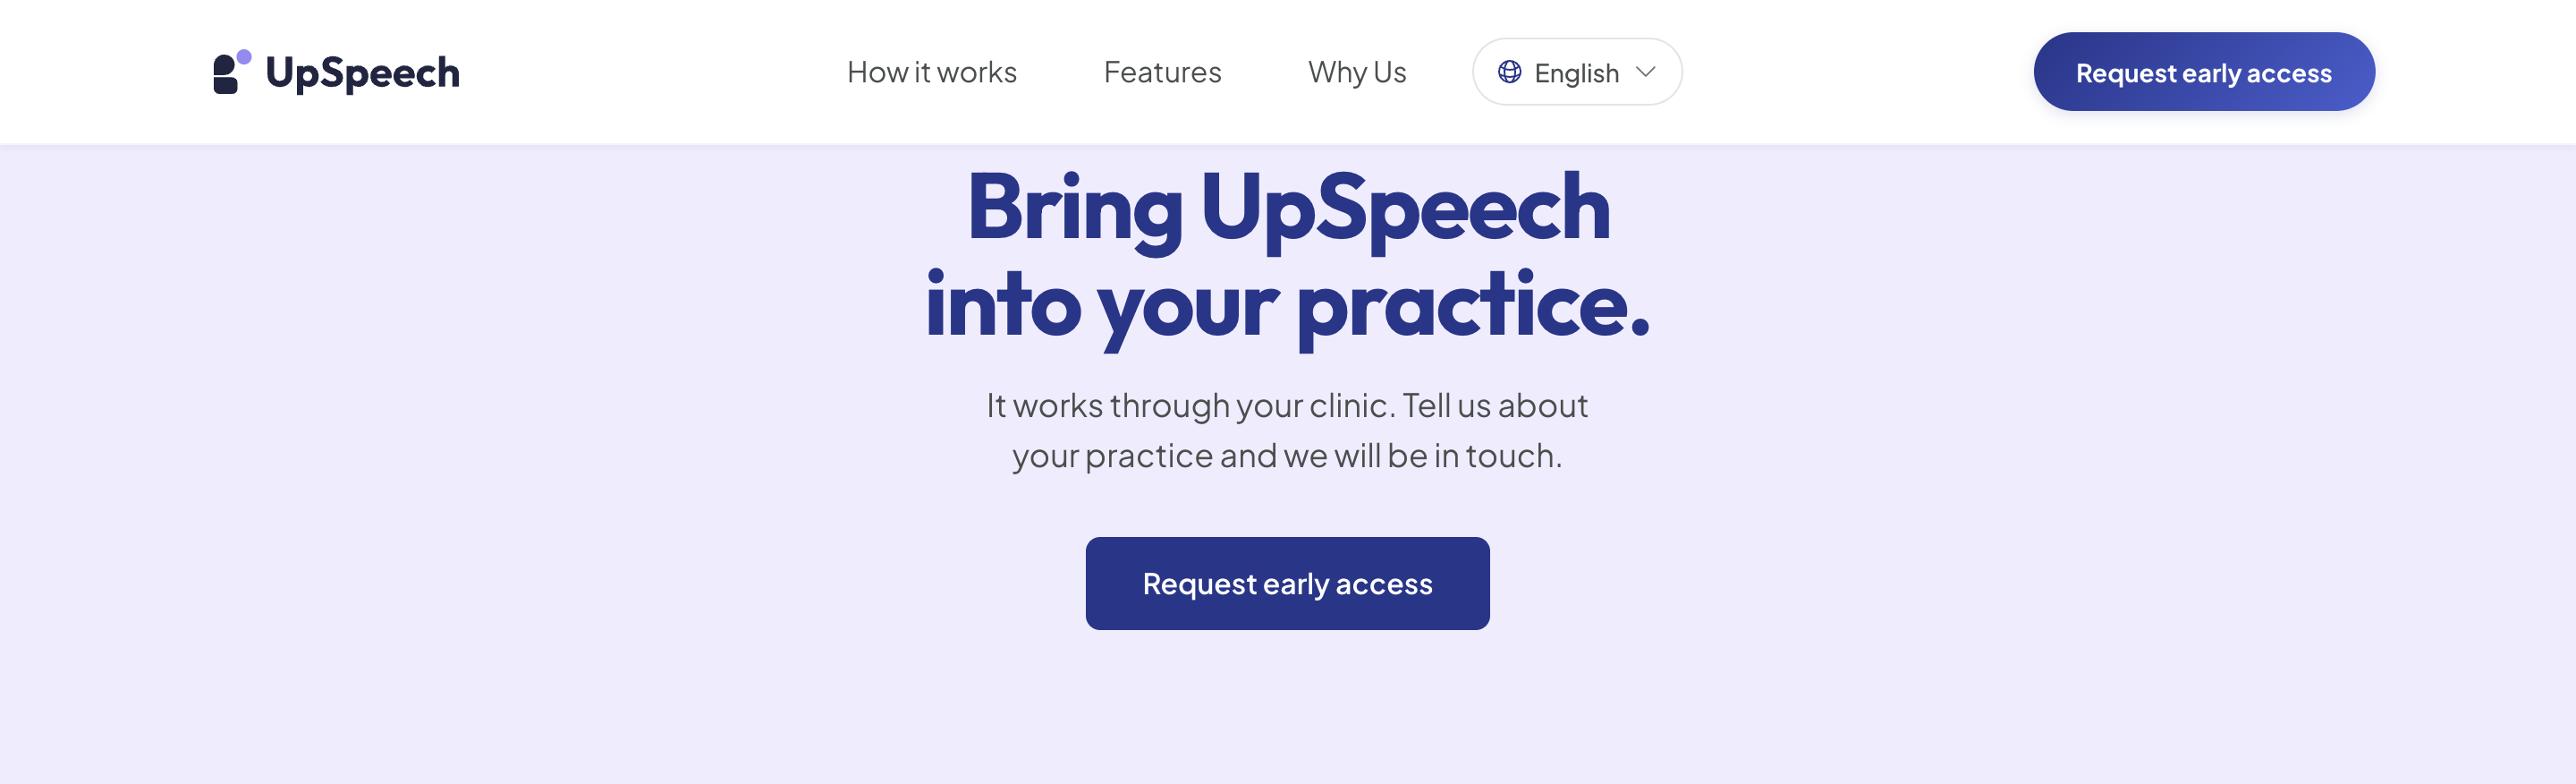 UpSpeech
How it works
Features
Why Us
English
Request early access
Bring UpSpeech
into your practice.
It works through your clinic. Tell us about
your practice and we will be in touch.
Request early access